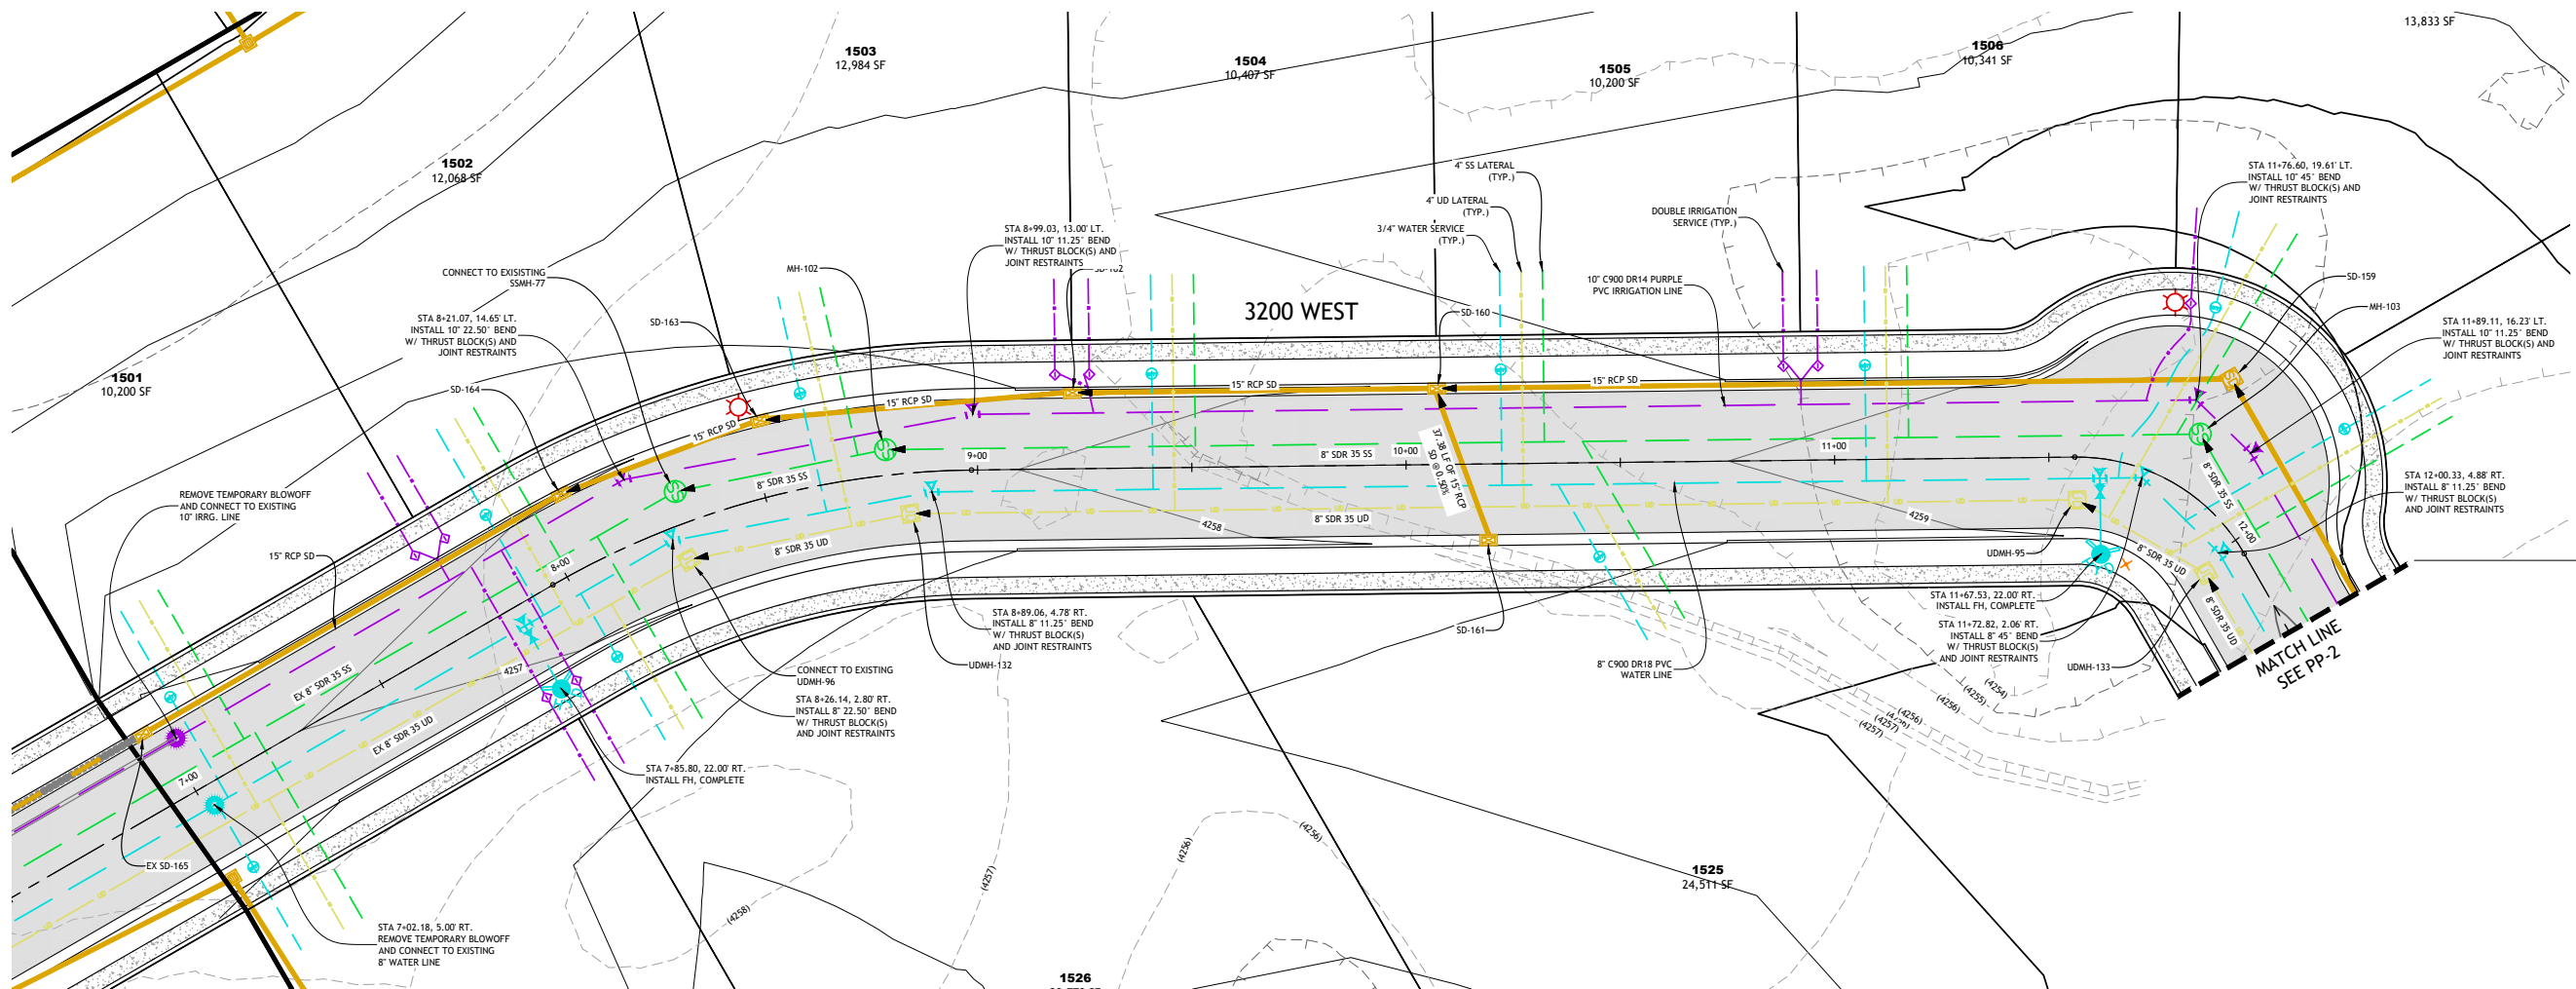 13,833 SF
1503
12,984 SF
1504
10,407 SF
1505
10,200 SF
1506
10,341 SF
1502
12,068 SF
1501
10,200 SF
4" SS LATERAL
(TYP.)
4" UD LATERAL
(TYP.)
3/4" WATER SERVICE
(TYP.)
DOUBLE IRRIGATION
SERVICE (TYP.)
STA 11+76.60, 19.61' LT.
INSTALL 10" 45° BEND
W/ THRUST BLOCK(S) AND
JOINT RESTRAINTS
STA 8+99.03, 13.00' LT.
INSTALL 10" 11.25° BEND
W/ THRUST BLOCK(S) AND
JOINT RESTRAINTS
SD-162
MH-102
CONNECT TO EXISISTING
SSMH-77
STA 8+21.07, 14.65' LT.
INSTALL 10" 22.50° BEND
W/ THRUST BLOCK(S) AND
JOINT RESTRAINTS
SD-163
SD-164
3200 WEST
SD-160
10" C900 DR14 PURPLE
PVC IRRIGATION LINE
SD-159
MH-103
STA 11+89.11, 16.23' LT.
INSTALL 10" 11.25° BEND
W/ THRUST BLOCK(S) AND
JOINT RESTRAINTS
15" RCP SD
15" RCP SD
15" RCP SD
15" RCP SD
9+00
10+00
11+00
12+00
8" SDR 35 SS
8" SDR 35 SS
8" SDR 35 SS
37.38 LF OF 15" RCP
SD @ 0.50%
REMOVE TEMPORARY BLOWOFF
AND CONNECT TO EXISTING
10" IRRG. LINE
15" RCP SD
8+00
8" SDR 35 UD
8" SDR 35 UD
8" SDR 35 UD
8" SDR 35 UD
4258
4259
4257
STA 12+00.33, 4.88' RT.
INSTALL 8" 11.25° BEND
W/ THRUST BLOCK(S)
AND JOINT RESTRAINTS
UDMH-95
STA 11+67.53, 22.00' RT.
INSTALL FH, COMPLETE
STA 11+72.82, 2.06' RT.
INSTALL 8" 45° BEND
W/ THRUST BLOCK(S)
AND JOINT RESTRAINTS
UDMH-133
MATCH LINE
SEE PP-2
STA 8+89.06, 4.78' RT.
INSTALL 8" 11.25° BEND
W/ THRUST BLOCK(S)
AND JOINT RESTRAINTS
UDMH-132
SD-161
8" C900 DR18 PVC
WATER LINE
CONNECT TO EXISTING
UDMH-96
STA 8+26.14, 2.80' RT.
INSTALL 8" 22.50° BEND
W/ THRUST BLOCK(S)
AND JOINT RESTRAINTS
STA 7+85.80, 22.00' RT.
INSTALL FH, COMPLETE
EX 8" SDR 35 SS
EX 8" SDR 35 UD
7+00
EX SD-165
STA 7+02.18, 5.00' RT.
REMOVE TEMPORARY BLOWOFF
AND CONNECT TO EXISTING
8" WATER LINE
(4254)
(4255)
(4256)
(4256)
(4257)
(4257)
(4256)
(4256)
(4257)
(4258)
1525
24,511 SF
1526